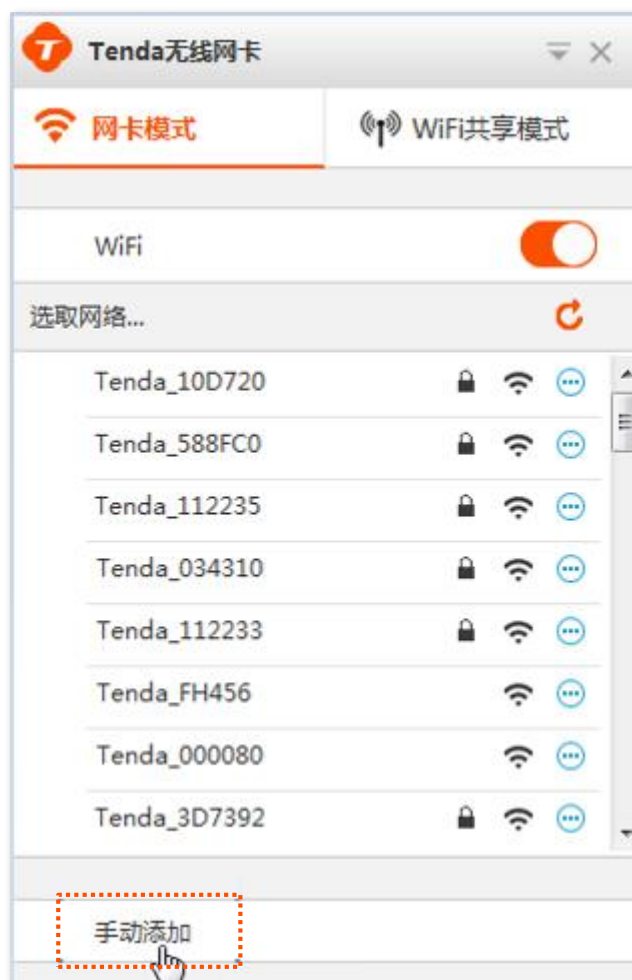 Tenda无线网卡
网卡模式 WiFi共享模式
WiFi
选取网络...
Tenda_10D720
Tenda_588FC0
Tenda_112235
Tenda_034310
Tenda_112233
Tenda_FH456
Tenda_000080
Tenda_3D7392
手动添加